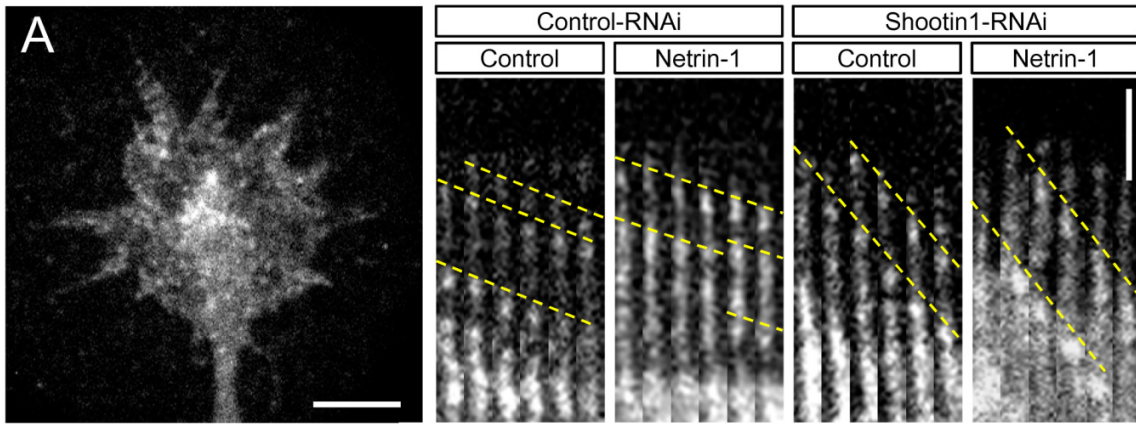 A
Control-RNAi
Shootin1-RNAi
Control
Netrin-1
Control
Netrin-1